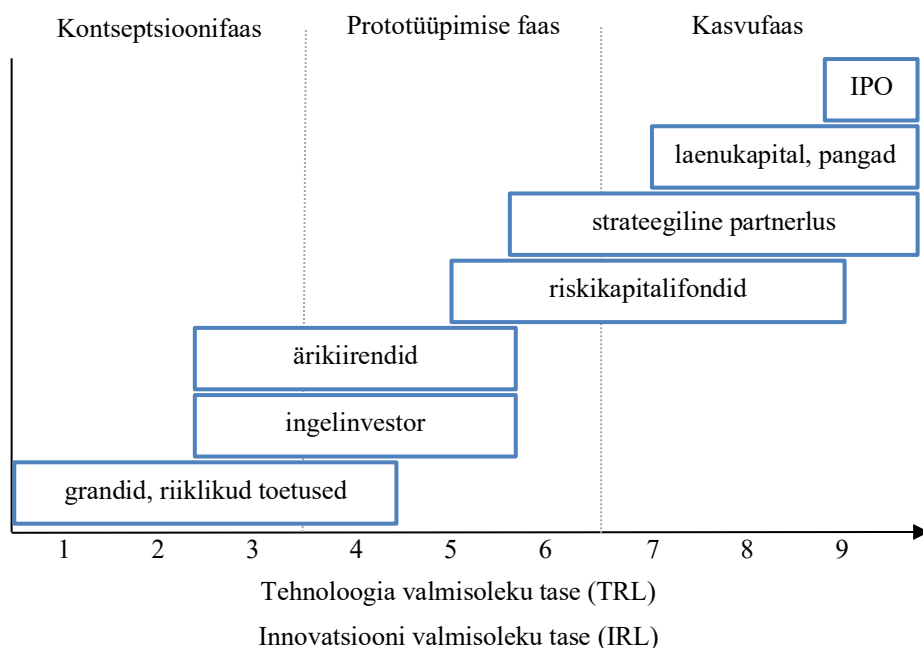 Kontseptsioonifaas Prototüüpimise faas Kasvufaas
IPO
laenukapital, pangad
strateegiline partnerlus
riskikapitalifondid
ärikiirendid
ingelinvestor
grandid, riiklikud toetused
1 2 3 4 5 6 7 8 9
Tehnoloogia valmisoleku tase (TRL)
Innovatsiooni valmisoleku tase (IRL)